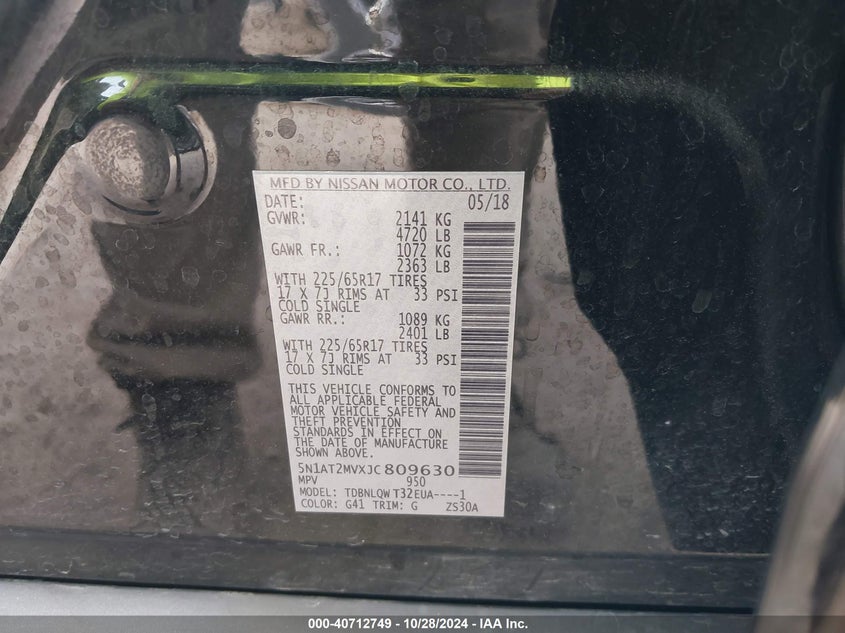 MFD BY NISSAN MOTOR CO., LTD.
DATE: 05/18
GVWR: 2141 KG
4720 LB
GAWR FR.: 1072 KG
2363 LB
WITH 225/65R17 TIRES
17 X 7J RIMS AT 33 PSI
COLD SINGLE
GAWR RR.: 1089 KG
2401 LB
WITH 225/65R17 TIRES
17 X 7J RIMS AT 33 PSI
COLD SINGLE
THIS VEHICLE CONFORMS TO
ALL APPLICABLE FEDERAL
MOTOR VEHICLE SAFETY AND
THEFT PREVENTION
STANDARDS IN EFFECT ON
THE DATE OF MANUFACTURE
SHOWN ABOVE.
5N1AT2MVXJC809630
MPV 950
MODEL: TDBNLQW T32EUA----1
COLOR: G41 TRIM: G ZS30A
000-40712749 - 10/28/2024 - IAA Inc.